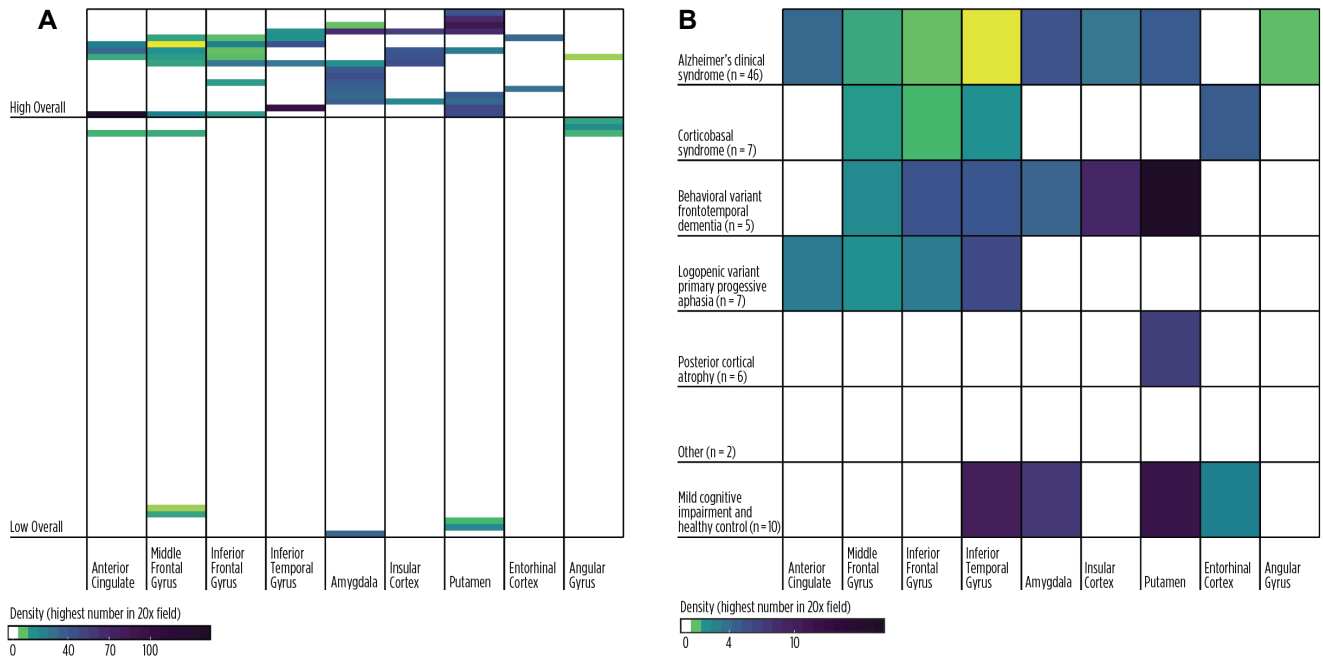 A
High Overall
Low Overall
Anterior
Cingulate
Middle
Frontal
Gyrus
Inferior
Frontal
Gyrus
Inferior
Temporal
Gyrus
Amygdala
Insular
Cortex
Putamen
Entorhinal
Cortex
Angular
Gyrus
Density (highest number in 20x field)
0 40 70 100
B
Alzheimer's clinical
syndrome (n = 46)
Corticobasal
syndrome (n = 7)
Behavioral variant
frontotemporal
dementia (n = 5)
Logopenic variant
primary progessive
aphasia (n = 7)
Posterior cortical
atrophy (n = 6)
Other (n = 2)
Mild cognitive
impairment and
healthy control (n =10)
Anterior
Cingulate
Middle
Frontal
Gyrus
Inferior
Frontal
Gyrus
Inferior
Temporal
Gyrus
Amygdala
Insular
Cortex
Putamen
Entorhinal
Cortex
Angular
Gyrus
Density (highest number in 20x field)
0 4 10